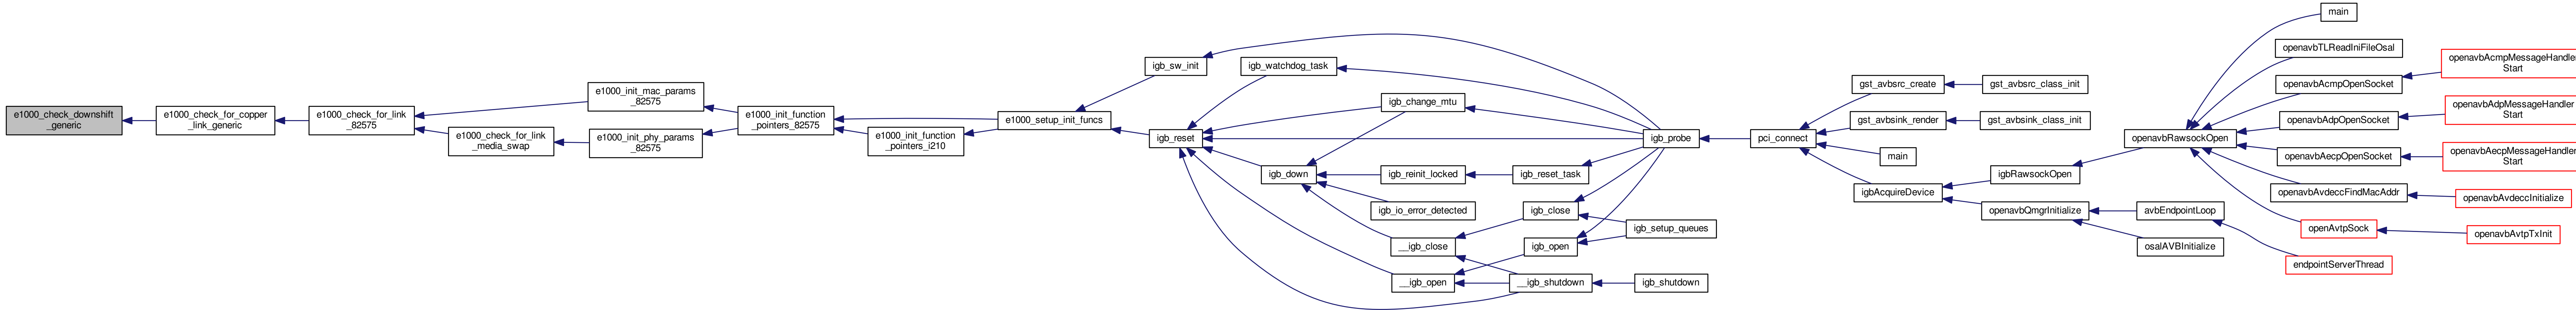 e1000_check_downshift
_generic
e1000_check_for_copper
_link_generic
e1000_check_for_link
_82575
e1000_init_mac_params
_82575
e1000_check_for_link
_media_swap
e1000_init_phy_params
_82575
e1000_init_function
_pointers_82575
e1000_init_function
_pointers_i210
e1000_setup_init_funcs
igb_sw_init
igb_reset
igb_watchdog_task
igb_change_mtu
igb_down
igb_reinit_locked
igb_io_error_detected
__igb_close
__igb_open
igb_reset_task
igb_close
igb_open
__igb_shutdown
igb_setup_queues
igb_shutdown
igb_probe
pci_connect
gst_avbsrc_create
gst_avbsrc_class_init
gst_avbsink_render
gst_avbsink_class_init
main
igbAcquireDevice
igbRawsockOpen
openavbQmgrInitialize
avbEndpointLoop
osalAVBInitialize
openavbRawsockOpen
main
openavbTLReadIniFileOsal
openavbAcmpOpenSocket
openavbAcmpMessageHandler
Start
openavbAdpOpenSocket
openavbAdpMessageHandler
Start
openavbAecpOpenSocket
openavbAecpMessageHandler
Start
openavbAvdeccFindMacAddr
openavbAvdeccInitialize
openAvtpSock
openavbAvtpTxInit
endpointServerThread